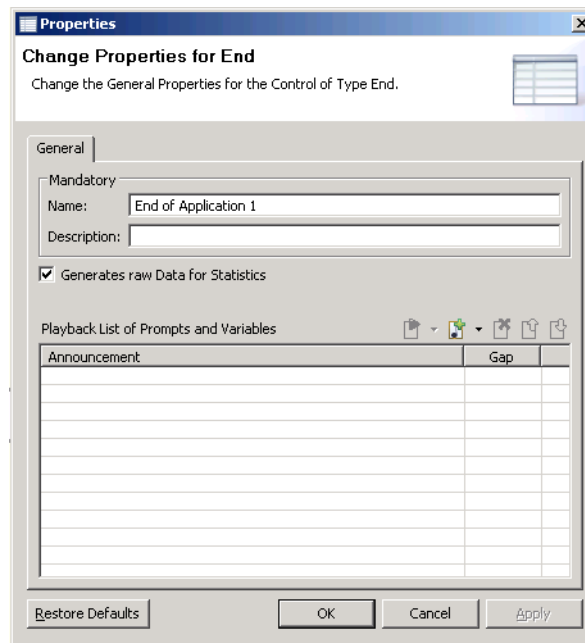 Properties
Change Properties for End
Change the General Properties for the Control of Type End.
General
Mandatory
Name: End of Application 1
Description:
Generates raw Data for Statistics
Playback List of Prompts and Variables
Announcement Gap
Restore Defaults OK Cancel Apply